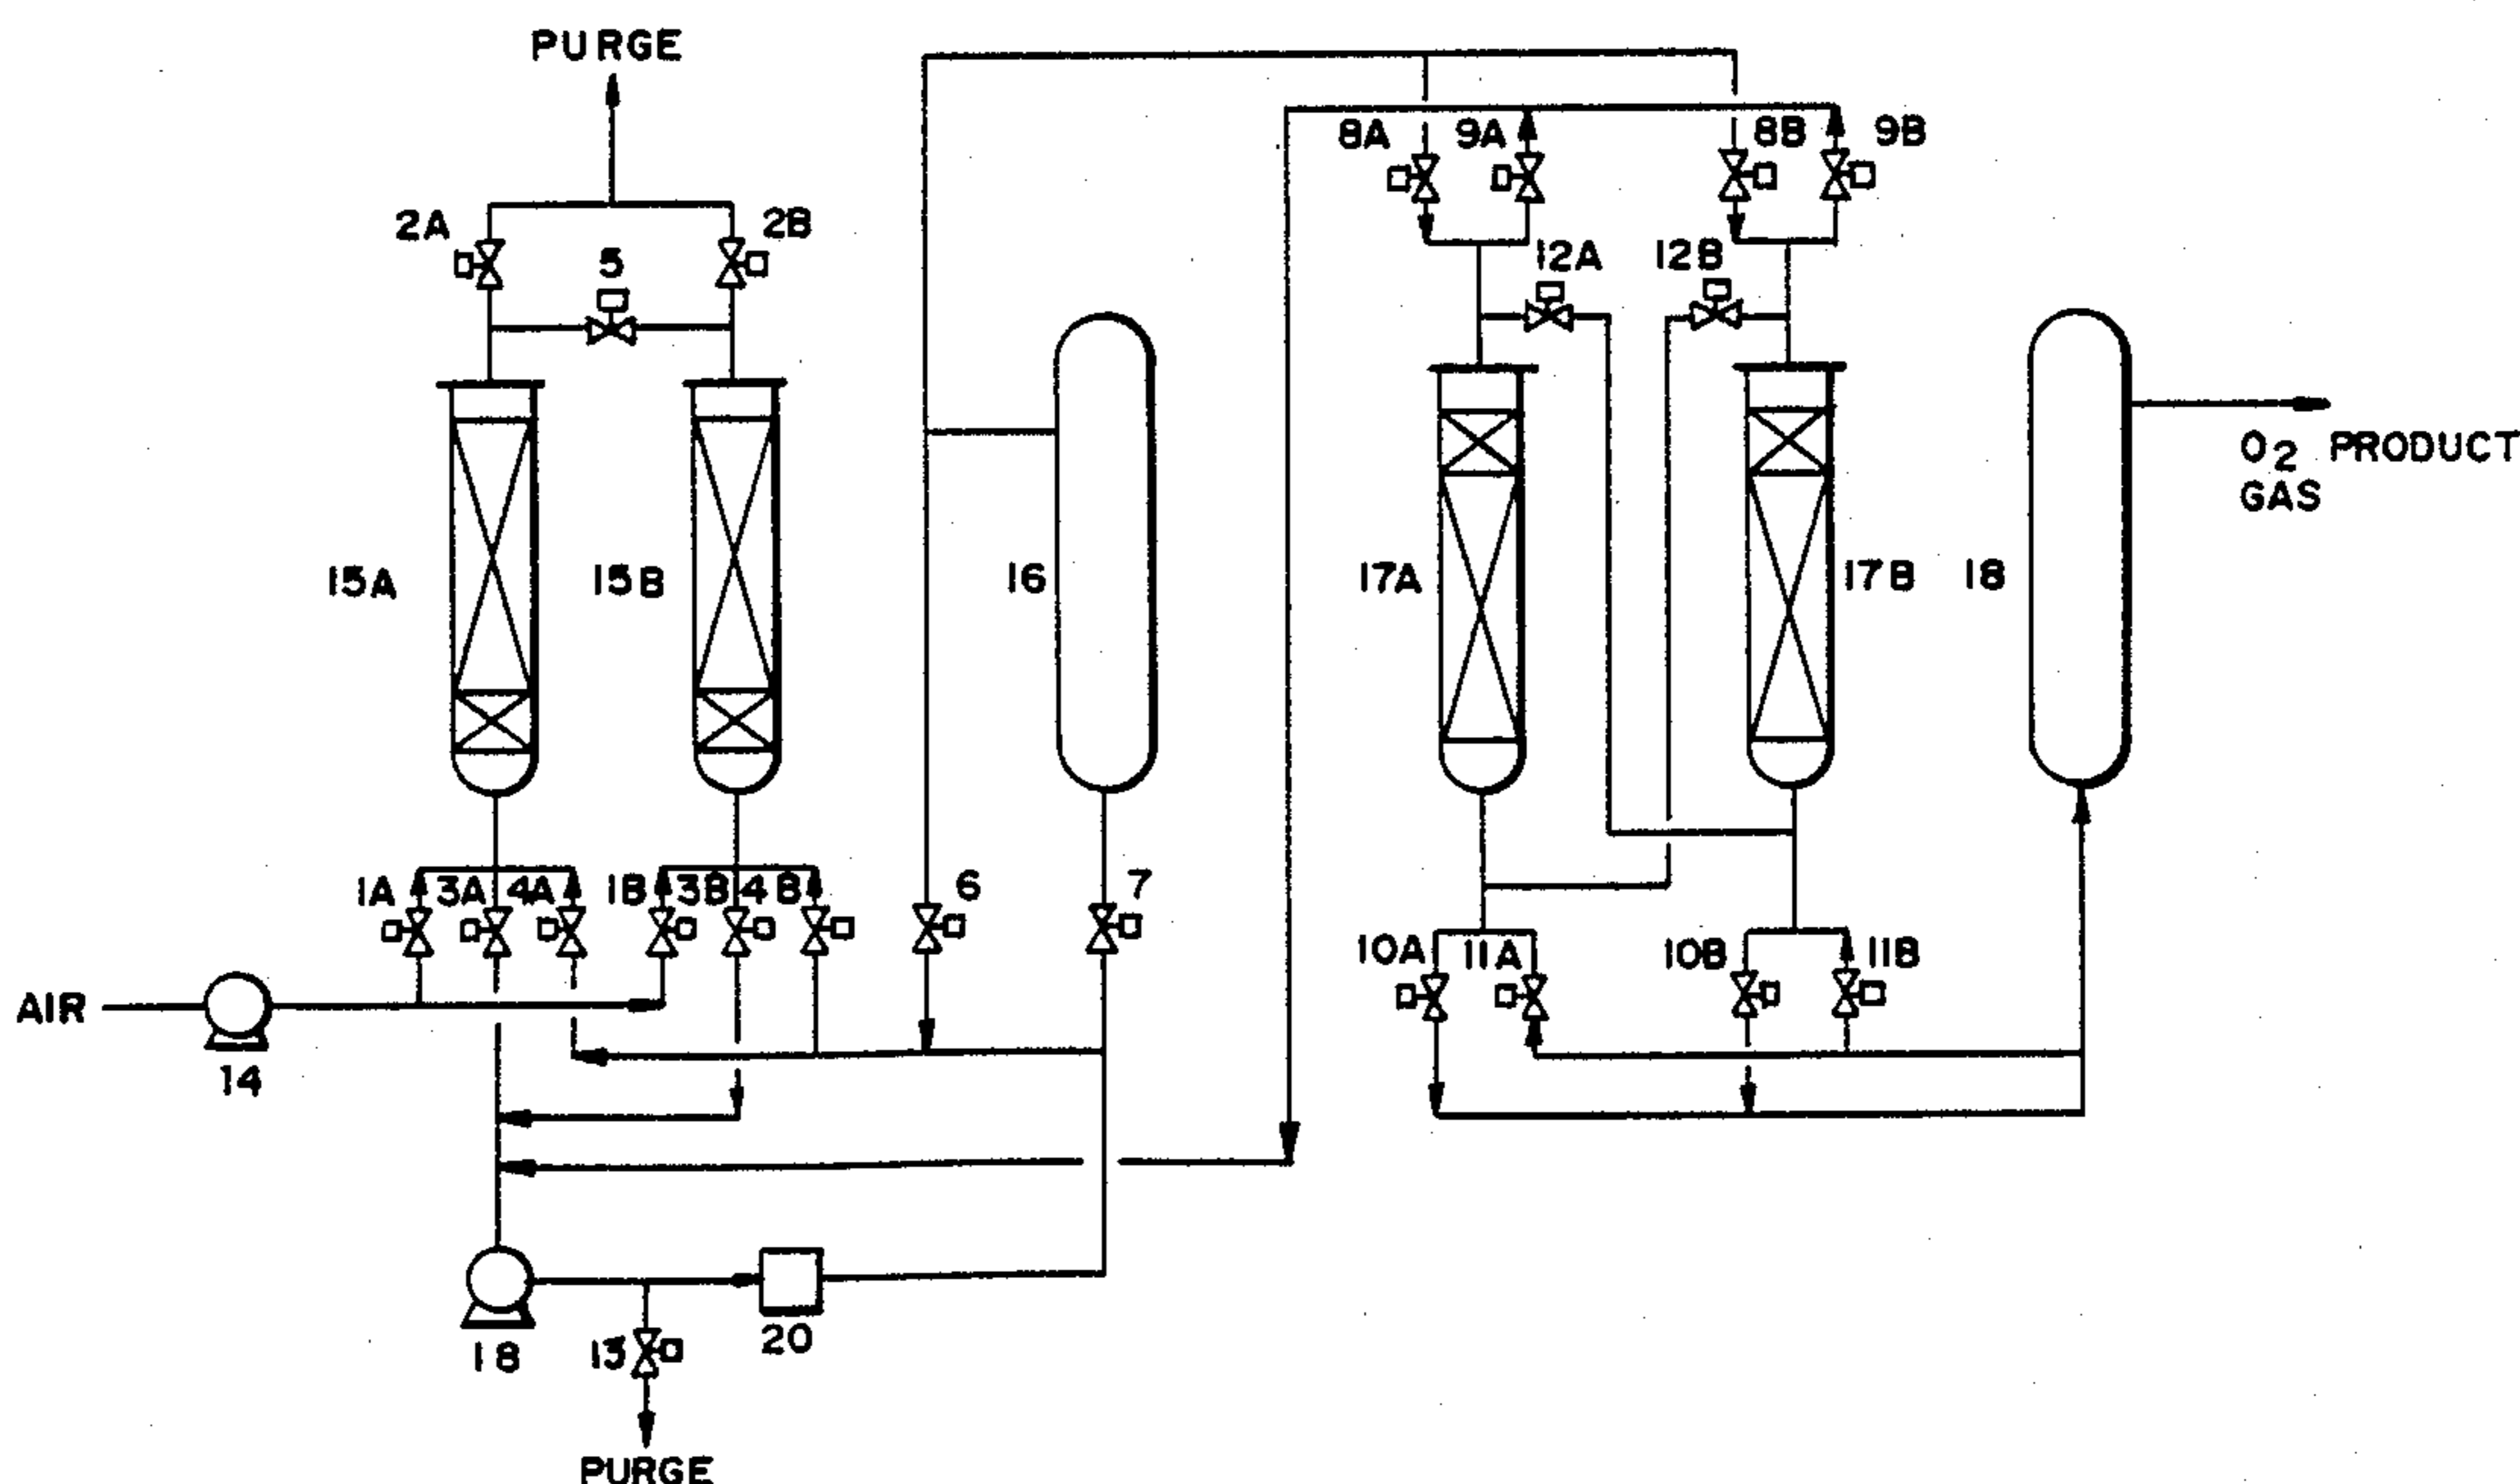 PURGE
8A
9A
8B
9B
2A
2B
5
12A
12B
O2 PRODUCT
GAS
15A
15B
16
17A
17B
18
1A
3A
4A
1B
3B
4B
6
7
10A
11A
10B
11B
AIR
14
18
13
20
PURGE